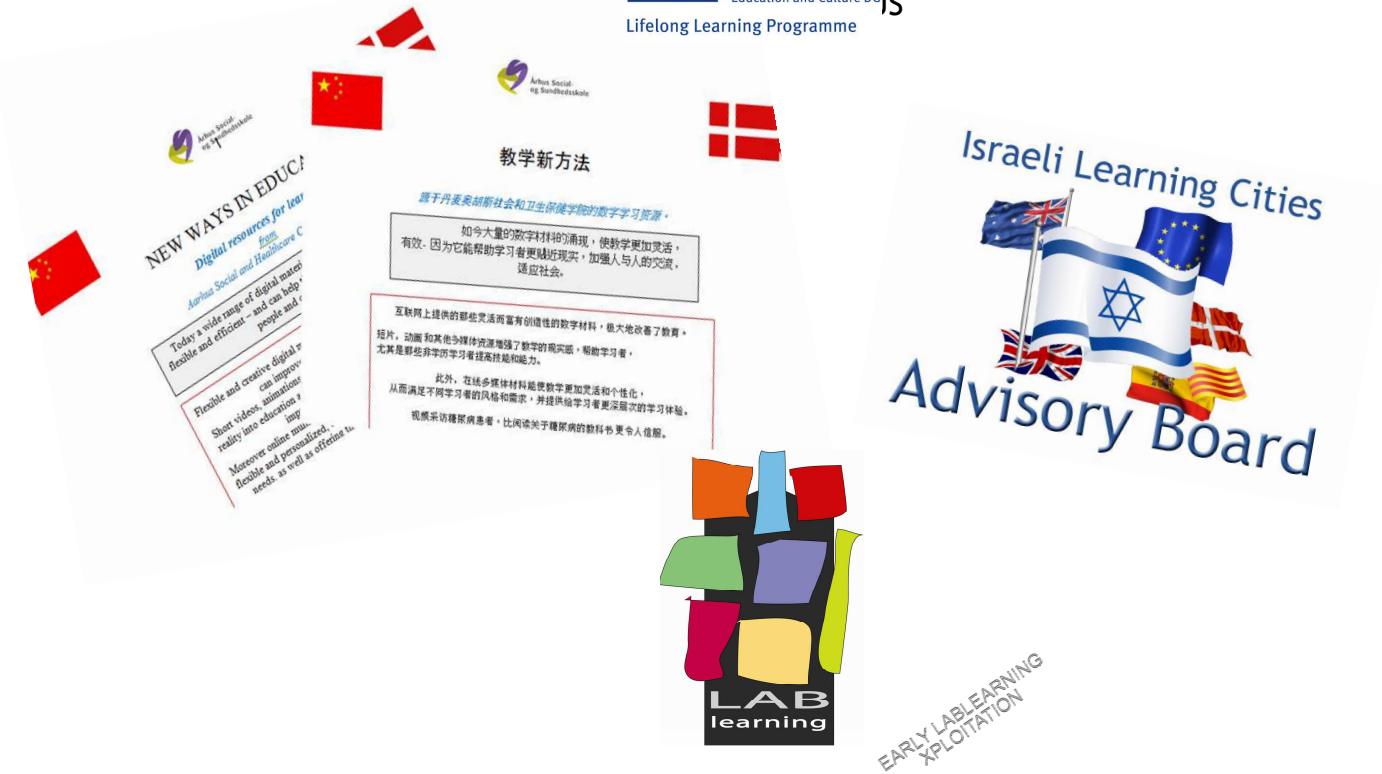 Education and Culture DG
Lifelong Learning Programme
Århus Social-
og Sundhedsskole
NEW WAYS IN EDUCA
Digital resources for lear
from
Aarhus Social and Healthcare C
Today a wide range of digital mater
flexible and efficient – and can help
people and
Flexible and creative digital m
can improv
Short videos, animations
reality into education a
imp
Moreover online mul
flexible and personalized,
needs, as well as offering
Århus Social-
og Sundhedsskole
教学新方法
源于丹麦奥胡斯社会和卫生保健学院的数字学习资源。
如今大量的数字材料的涌现，使教学更加灵活，
有效- 因为它能帮助学习者更贴近现实，加强人与人的交流，
适应社会。
互联网上提供的那些灵活而富有创造性的数字材料，极大地改善了教育。
短片，动画和其他多媒体资源增强了教学的现实感，帮助学习者，
尤其是那些非学历学习者提高技能和能力。
此外，在线多媒体材料能使教学更加灵活和个性化，
从而满足不同学习者的风格和需求，并提供给学习者更深层次的学习体验。
视频采访糖尿病患者，比阅读关于糖尿病的教科书更令人信服。
Israeli Learning Cities
Advisory Board
LAB
learning
EARLY LABLEARNING
XPLOITATION